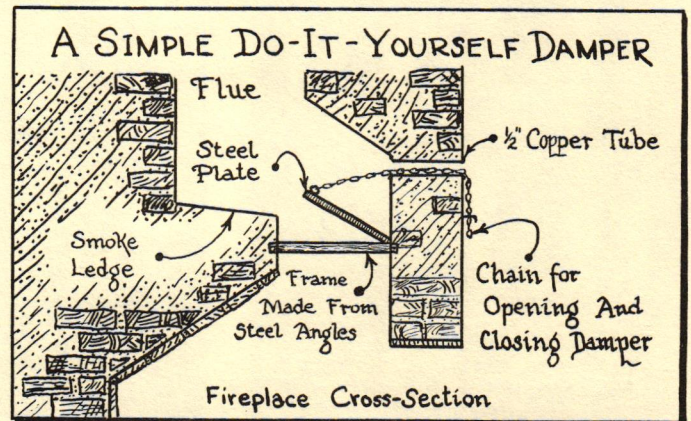 A SIMPLE DO-IT-YOURSELF DAMPER
Flue
Steel
Plate
½" Copper Tube
Smoke
Ledge
Frame
Made From
Steel Angles
Chain for
Opening And
Closing Damper
Fireplace Cross-Section